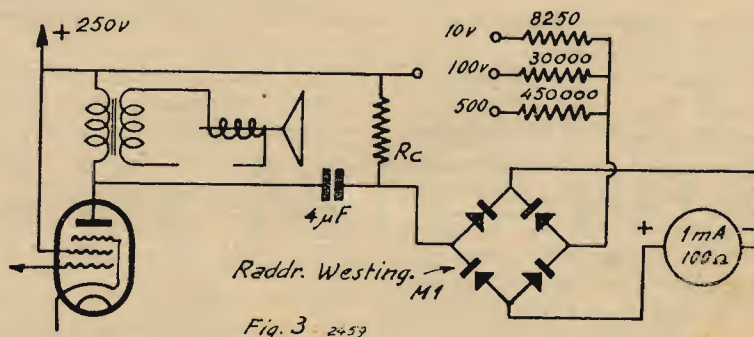 + 250v
10v 8250
100v 30000
500 450000
Rc
4µF
+
-
1mA
100Ω
Raddr. Westing.
M1
Fig. 3 2459